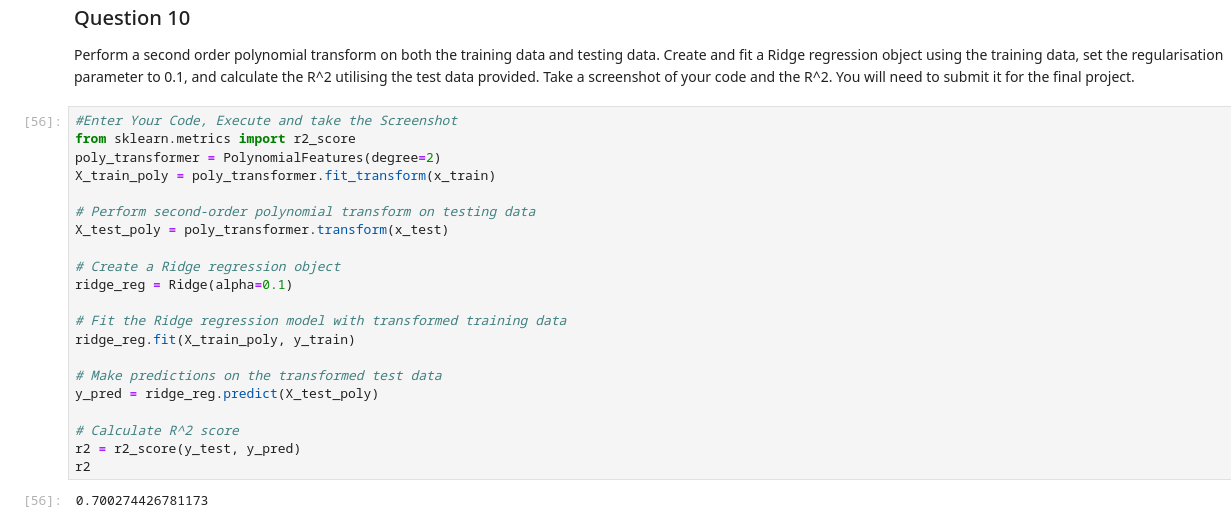 Question 10
Perform a second order polynomial transform on both the training data and testing data. Create and fit a Ridge regression object using the training data, set the regularisation
parameter to 0.1, and calculate the R^2 utilising the test data provided. Take a screenshot of your code and the R^2. You will need to submit it for the final project.
[56]: #Enter Your Code, Execute and take the Screenshot
from sklearn.metrics import r2_score
poly_transformer = PolynomialFeatures(degree=2)
X_train_poly = poly_transformer.fit_transform(x_train)
# Perform second-order polynomial transform on testing data
X_test_poly = poly_transformer.transform(x_test)
# Create a Ridge regression object
ridge_reg = Ridge(alpha=0.1)
# Fit the Ridge regression model with transformed training data
ridge_reg.fit(X_train_poly, y_train)
# Make predictions on the transformed test data
y_pred = ridge_reg.predict(X_test_poly)
# Calculate R^2 score
r2 = r2_score(y_test, y_pred)
r2
[56]: 0.700274426781173